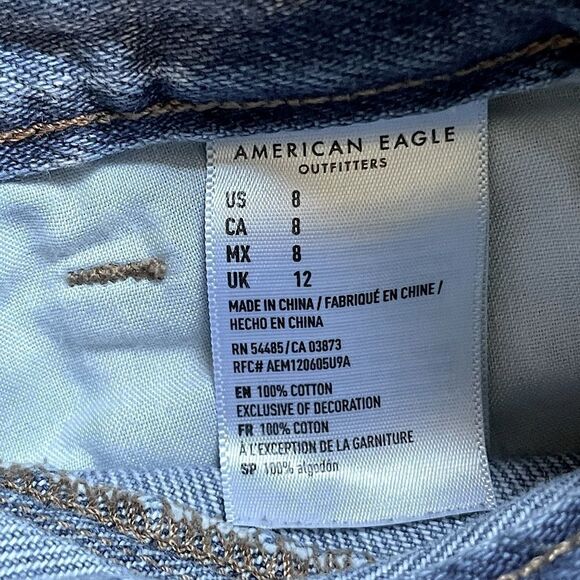 AMERICAN EAGLE
OUTFITTERS
US 8
CA 8
MX 8
UK 12
MADE IN CHINA / FABRIQUÉ EN CHINE /
HECHO EN CHINA
RN 54485/CA 03873
RFC# AEM120605U9A
EN 100% COTTON
EXCLUSIVE OF DECORATION
FR 100% COTON
À L'EXCEPTION DE LA GARNITURE
SP 100% algodón